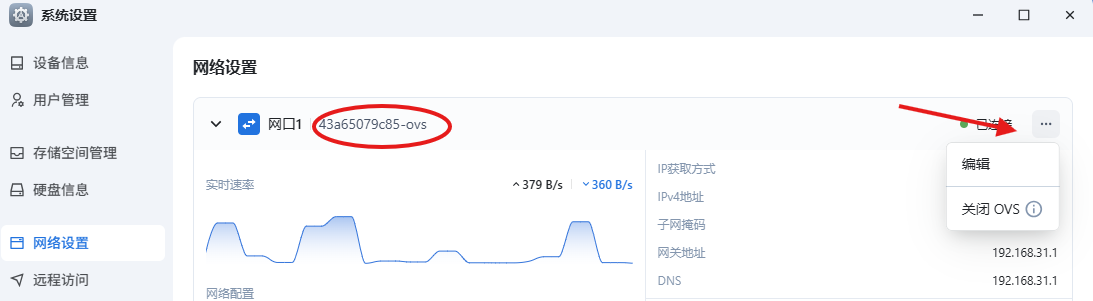 系统设置
设备信息
用户管理
存储空间管理
硬盘信息
网络设置
远程访问
网络设置
网口1 43a65079c85-ovs
已连接
编辑
关闭 OVS
实时速率 379 B/s 360 B/s
网络配置
IP获取方式
IPv4地址
子网掩码
网关地址 192.168.31.1
DNS 192.168.31.1